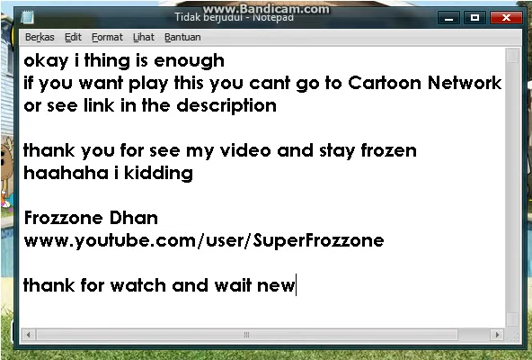 www.Bandicam.com
Tidak berjudul - Notepad
Berkas Edit Format Lihat Bantuan
okay i thing is enough
if you want play this you cant go to Cartoon Network
or see link in the description
thank you for see my video and stay frozen
haahaha i kidding
Frozzone Dhan
www.youtube.com/user/SuperFrozzone
thank for watch and wait new